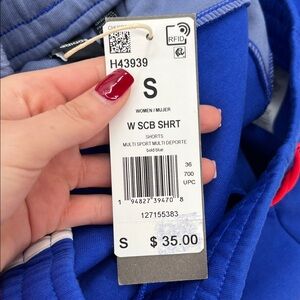 RFID
H43939
S
WOMEN / MUJER
W SCB SHRT
SHORTS
MULTI SPORT MULTI DEPORTE
bold blue
36
700
UPC
1 94827 39470 8
127155383
S $ 35.00